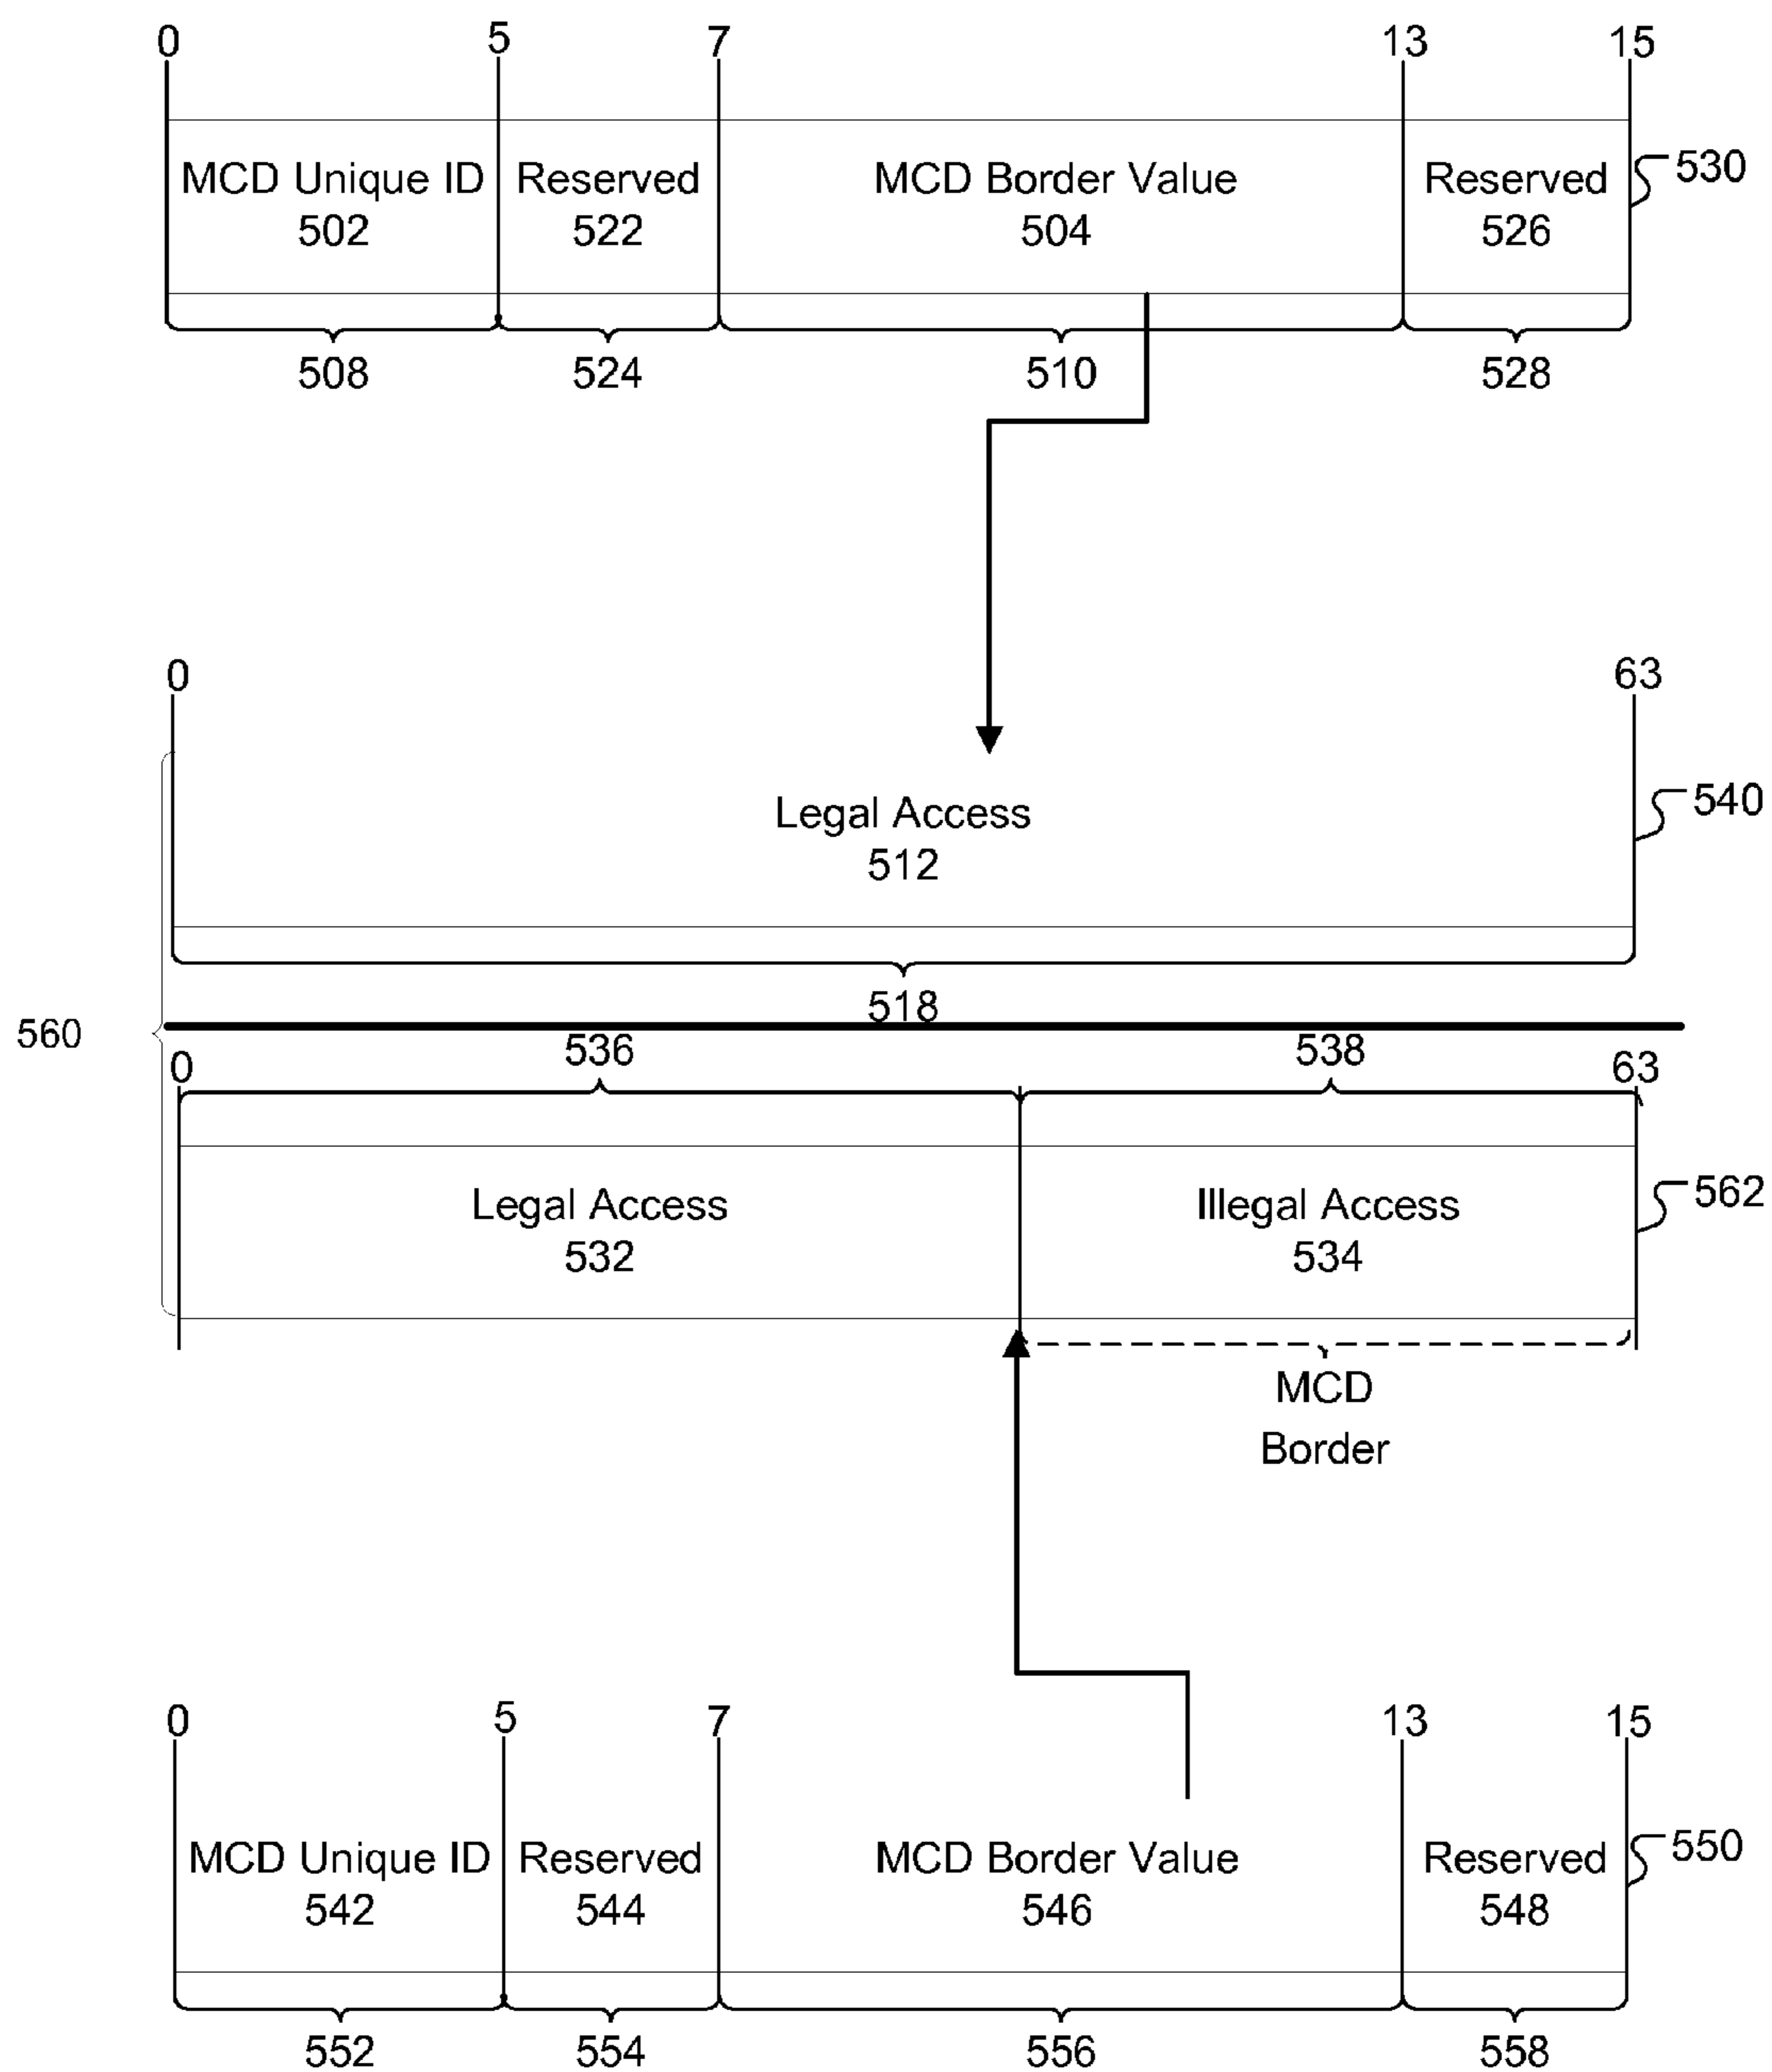 0 5 7 13 15
MCD Unique ID Reserved MCD Border Value Reserved 530
502 522 504 526
508 524 510 528
0 63
Legal Access 540
512
518
560
536 538
0 63
Legal Access Illegal Access 562
532 534
MCD
Border
0 5 7 13 15
MCD Unique ID Reserved MCD Border Value Reserved 550
542 544 546 548
552 554 556 558